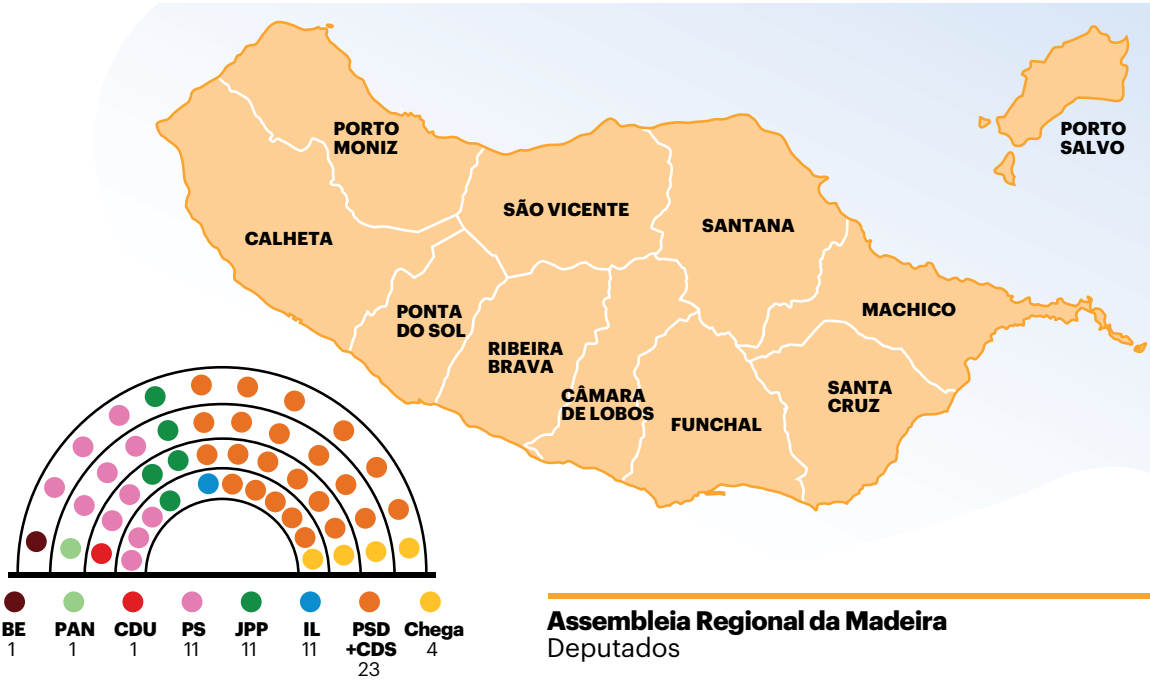 PORTO
MONIZ
PORTO
SALVO
SÃO VICENTE
SANTANA
CALHETA
PONTA
DO SOL
MACHICO
RIBEIRA
BRAVA
CÂMARA
DE LOBOS
SANTA
CRUZ
FUNCHAL
BE
1
PAN
1
CDU
1
PS
11
JPP
11
IL
11
PSD
+CDS
23
Chega
4
Assembleia Regional da Madeira
Deputados